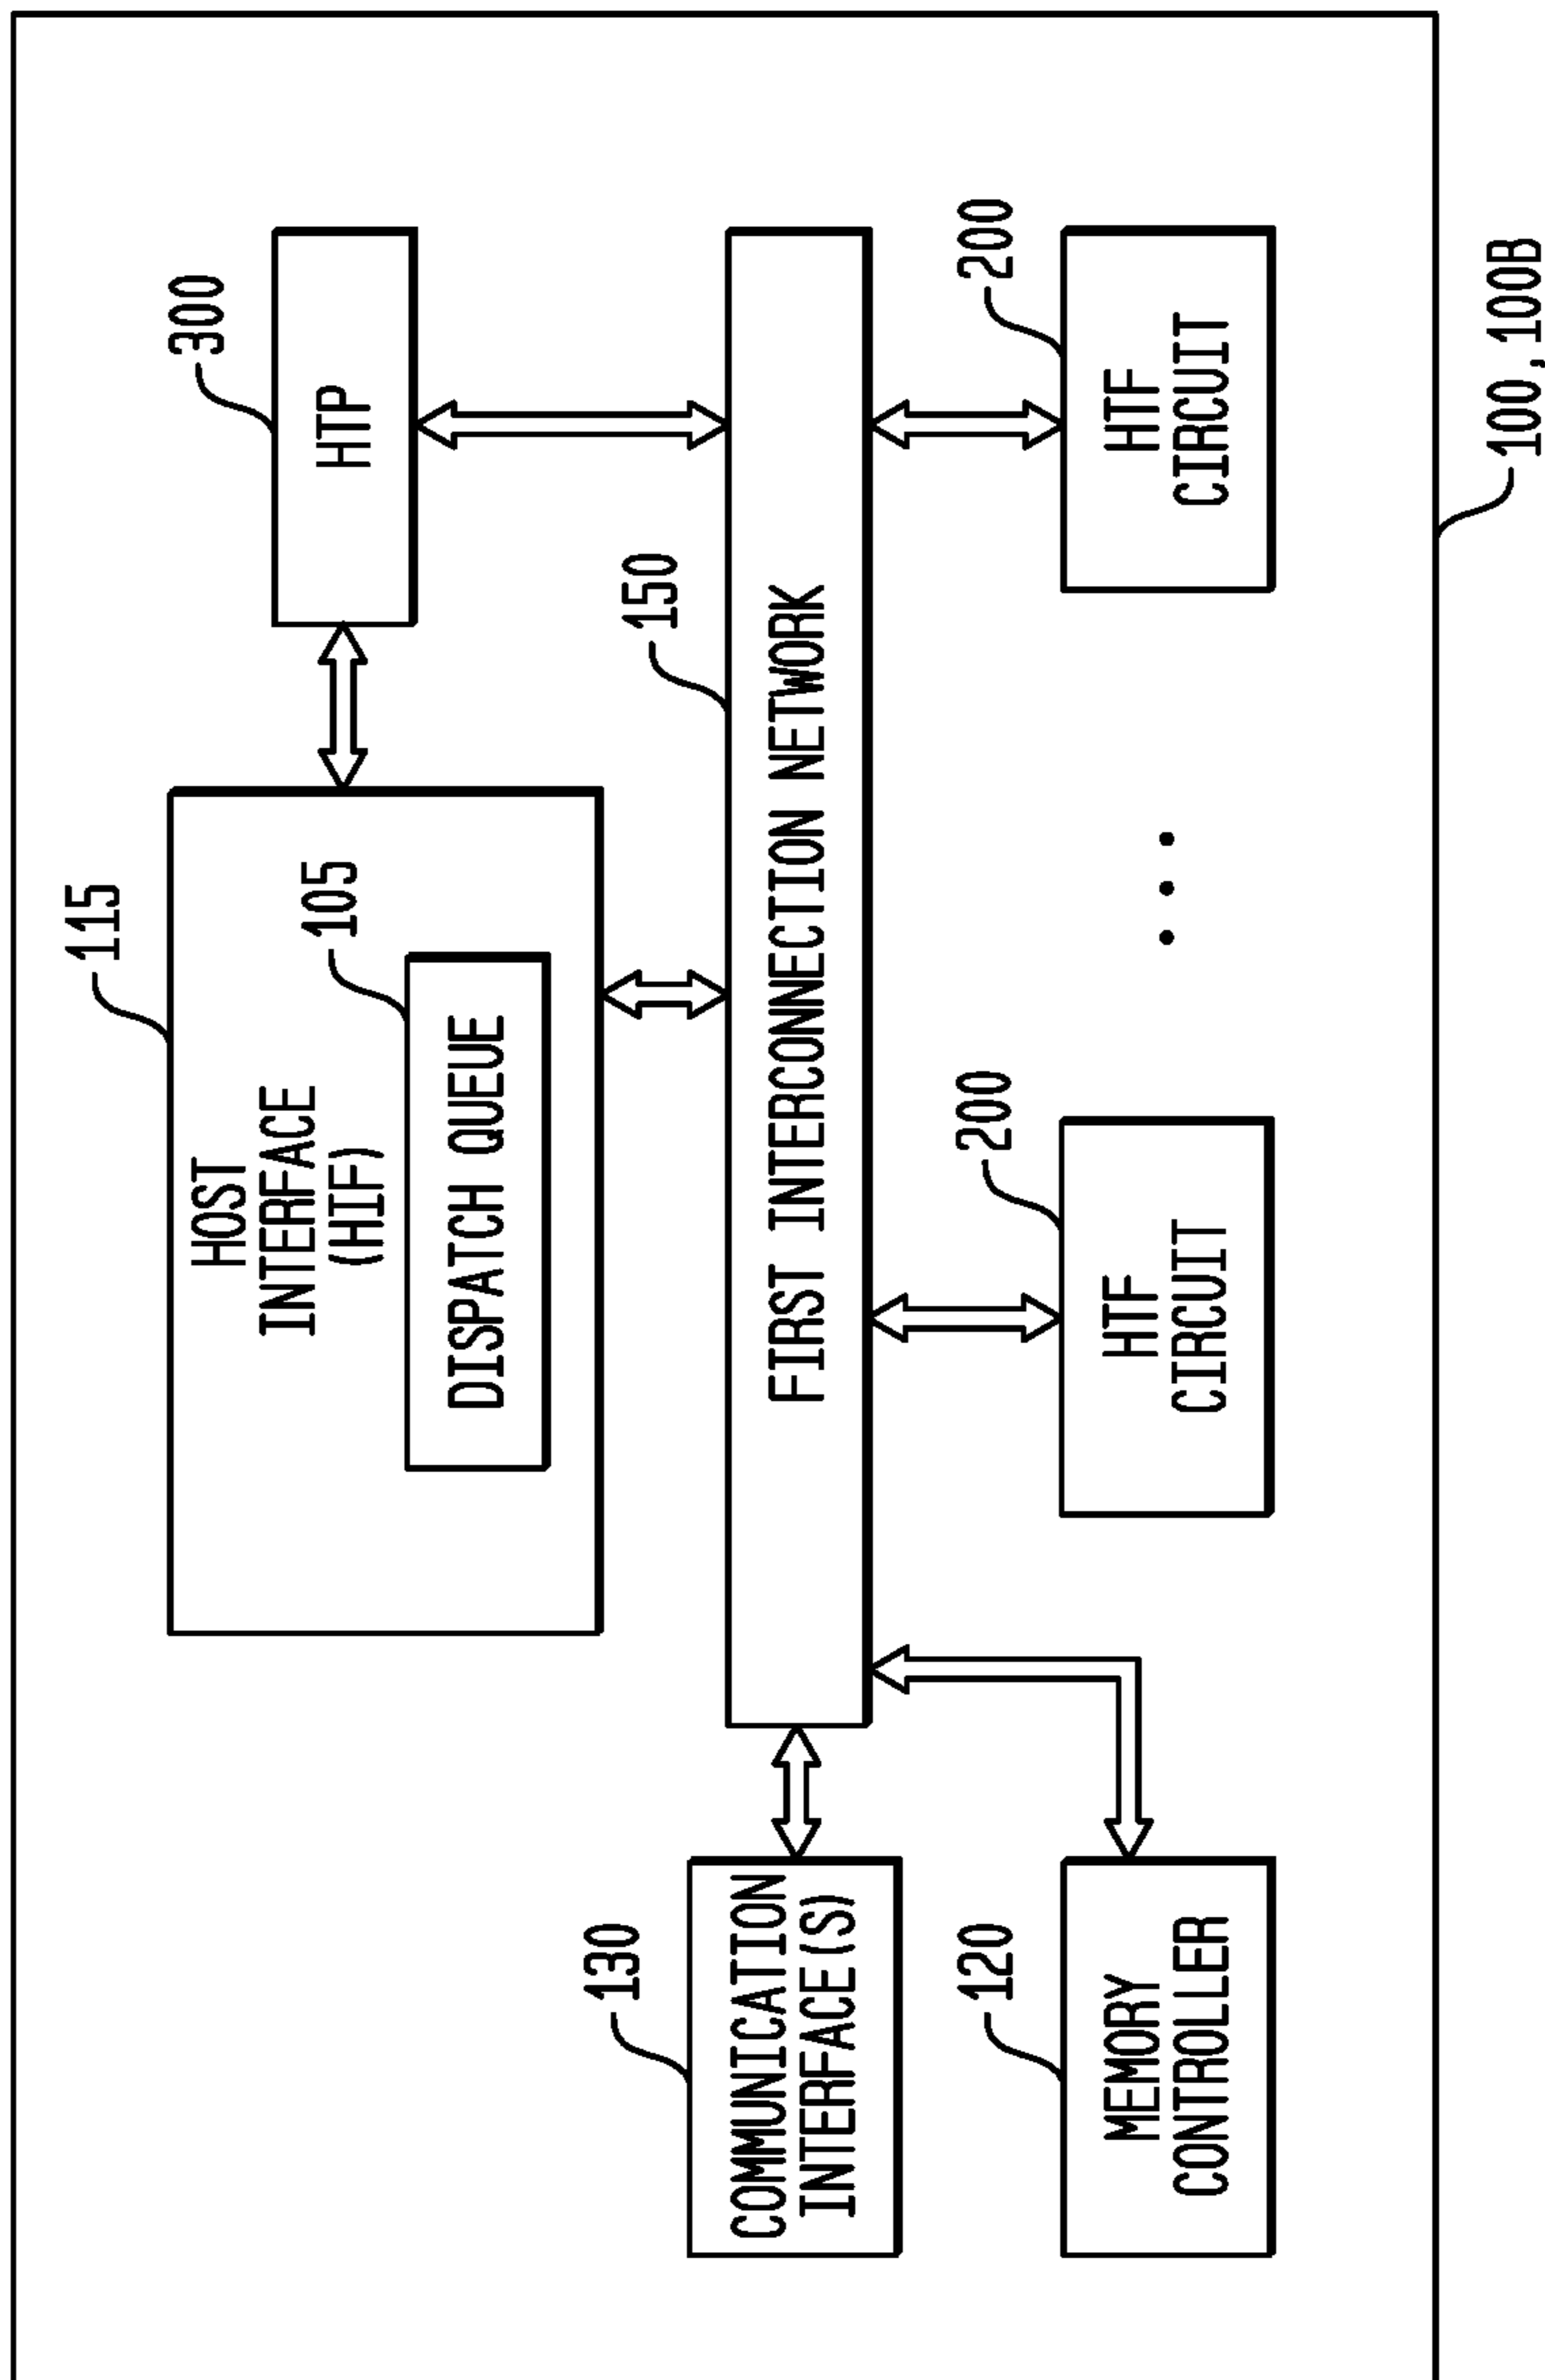 115
HOST
INTERFACE
(HIF)
105
DISPATCH QUEUE
300
HTP
130
COMMUNICATION
INTERFACE(S)
150
FIRST INTERCONNECTION NETWORK
120
MEMORY
CONTROLLER
200
HTF
CIRCUIT
200
HTF
CIRCUIT
100, 100B